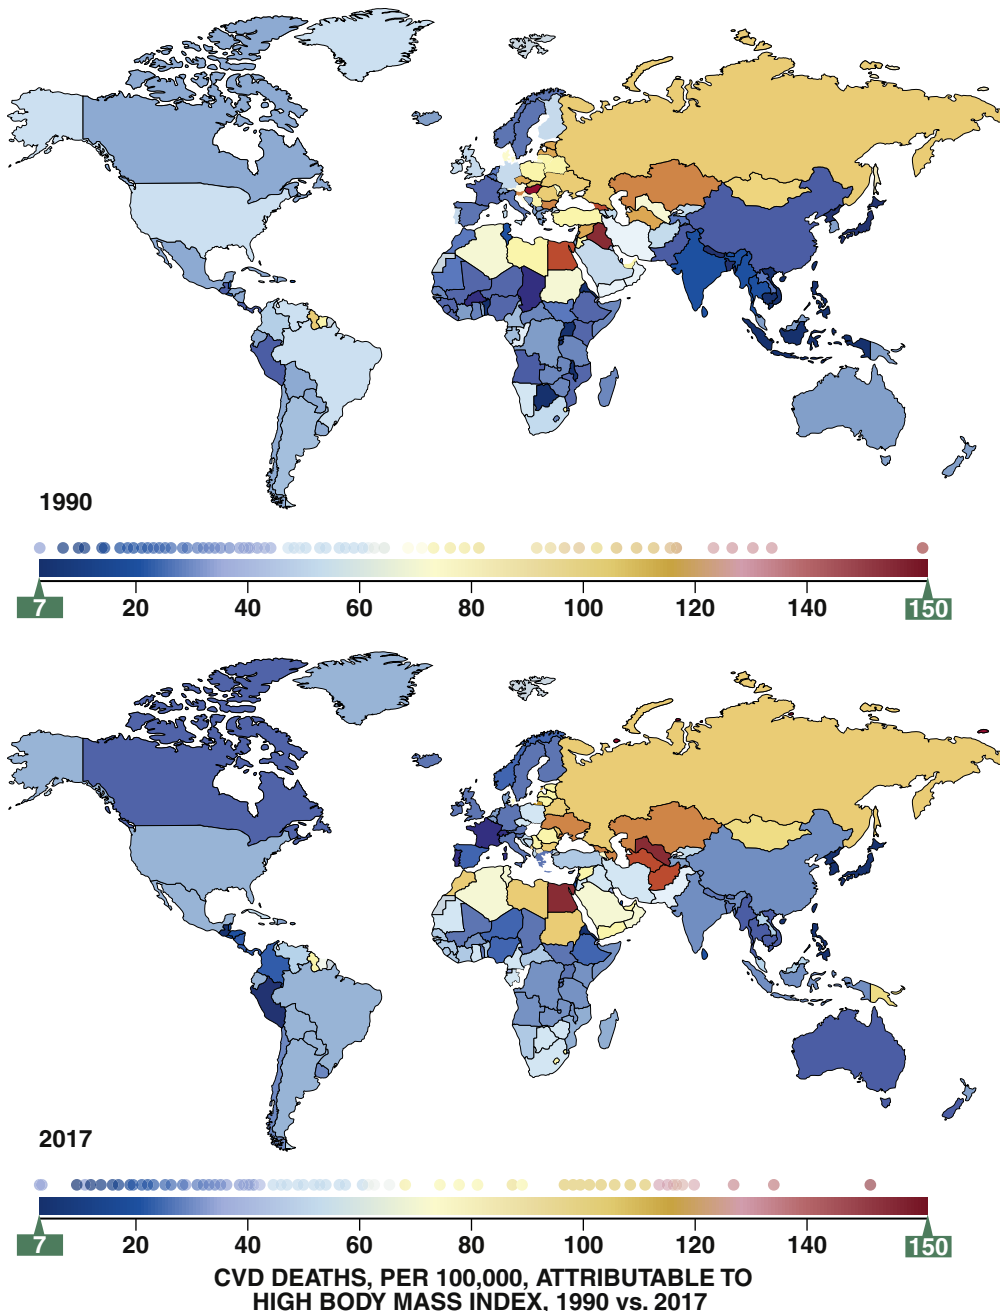 1990
7 20 40 60 80 100 120 140 150
2017
7 20 40 60 80 100 120 140 150
CVD DEATHS, PER 100,000, ATTRIBUTABLE TO
HIGH BODY MASS INDEX, 1990 vs. 2017